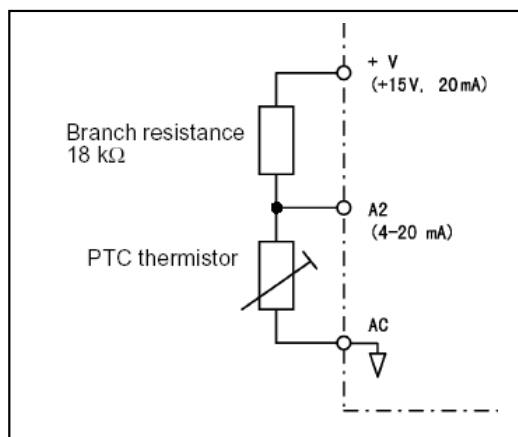 + V
(+15V, 20mA)
Branch resistance
18 kΩ
A2
(4-20 mA)
PTC thermistor
AC